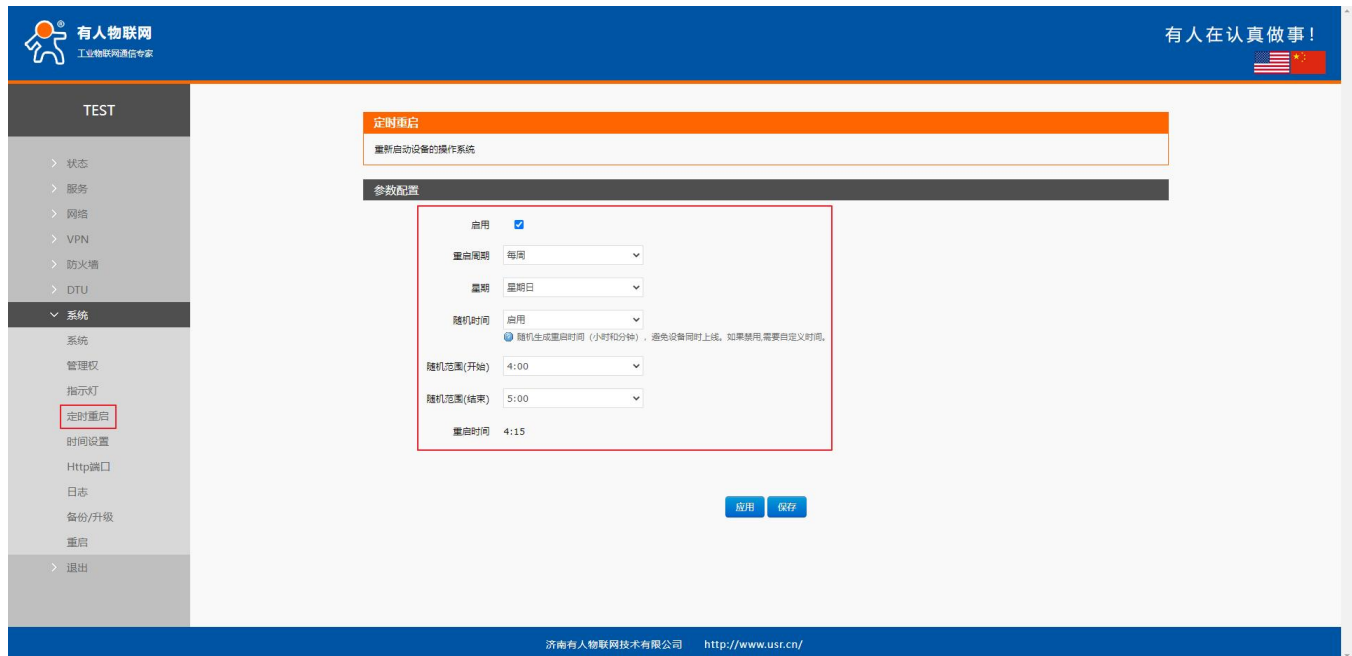 有人物联网
工业物联网通信专家
有人在认真做事！
TEST
状态
服务
网络
VPN
防火墙
DTU
系统
系统
管理权
指示灯
定时重启
时间设置
Http端口
日志
备份/升级
重启
退出
定时重启
重新启动设备的操作系统
参数配置
启用
重启周期 每周
星期 星期日
随机时间 启用
随机生成重启时间（小时和分钟），避免设备同时上线。如果禁用,需要自定义时间。
随机范围(开始) 4:00
随机范围(结束) 5:00
重启时间 4:15
应用 保存
济南有人物联网技术有限公司 http://www.usr.cn/